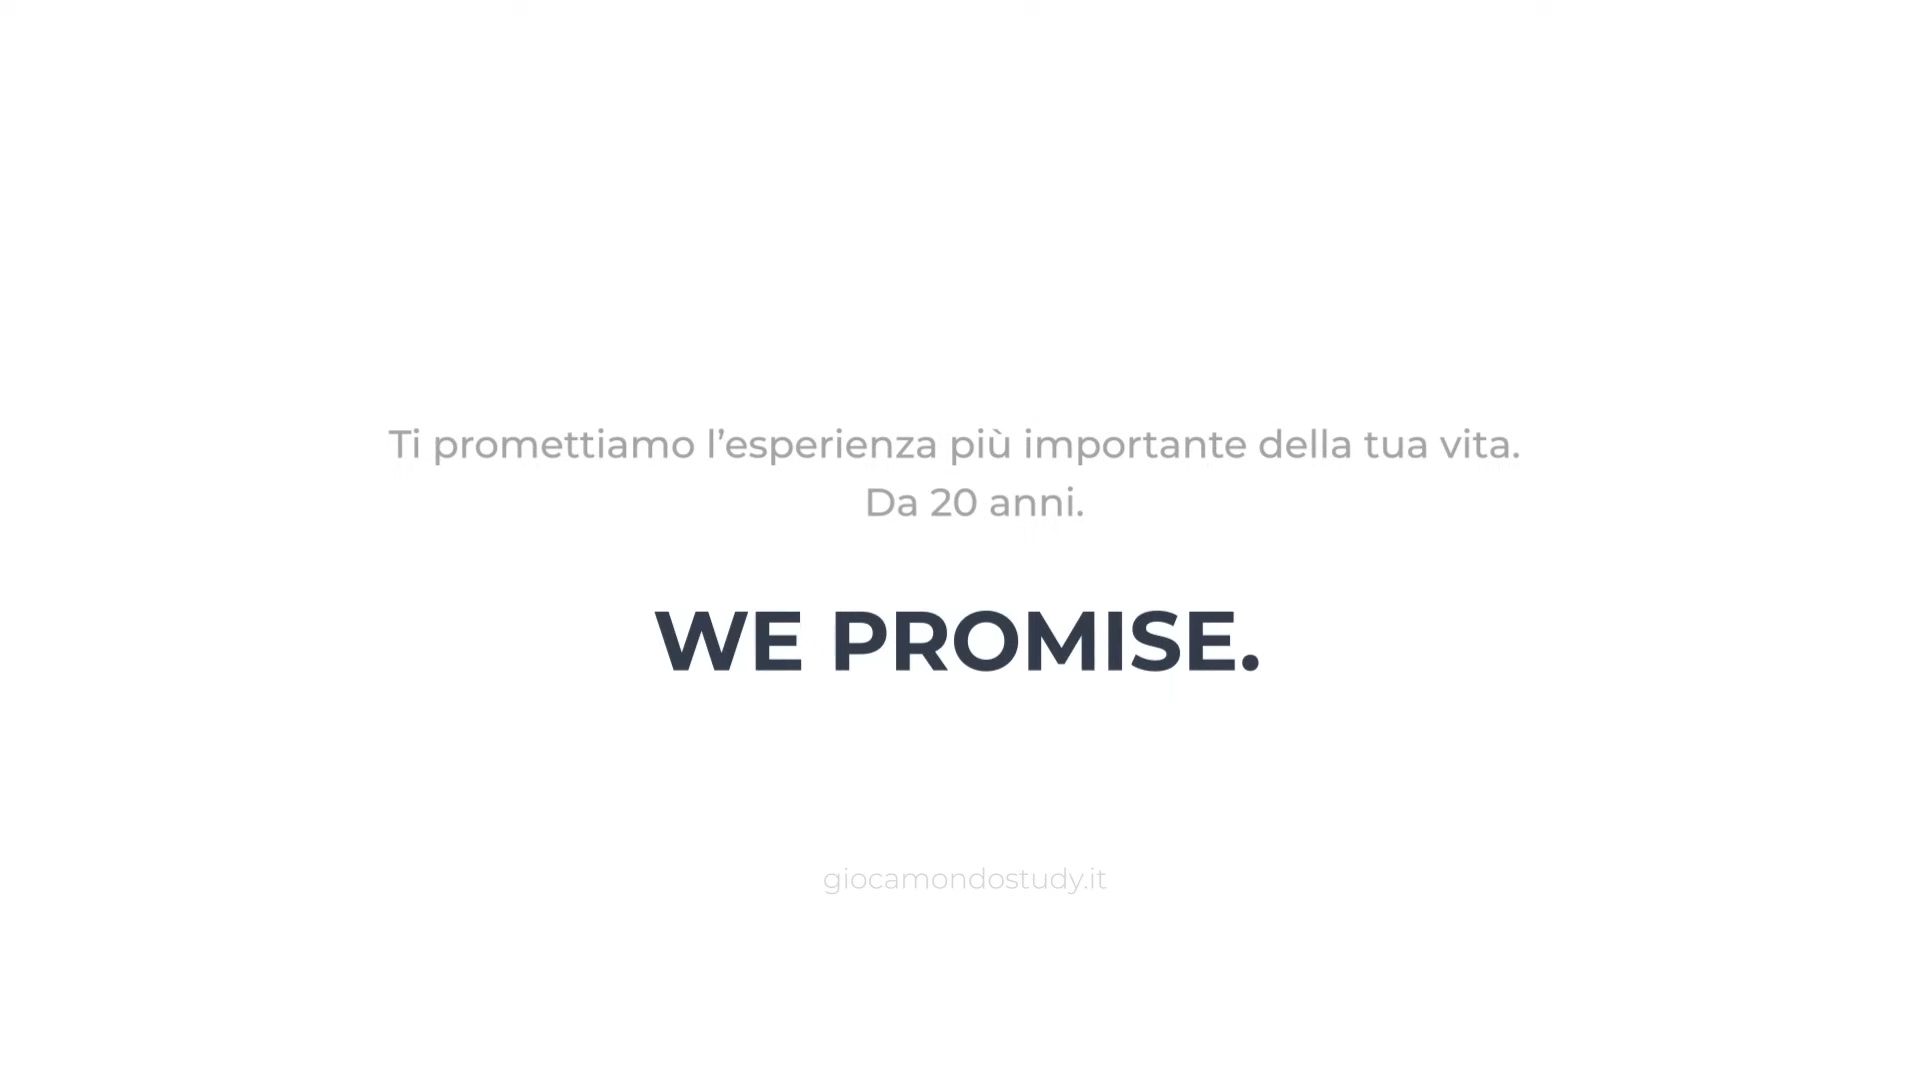 Ti promettiamo l’esperienza più importante della tua vita.
Da 20 anni.
WE PROMISE.
giocamondostudy.it